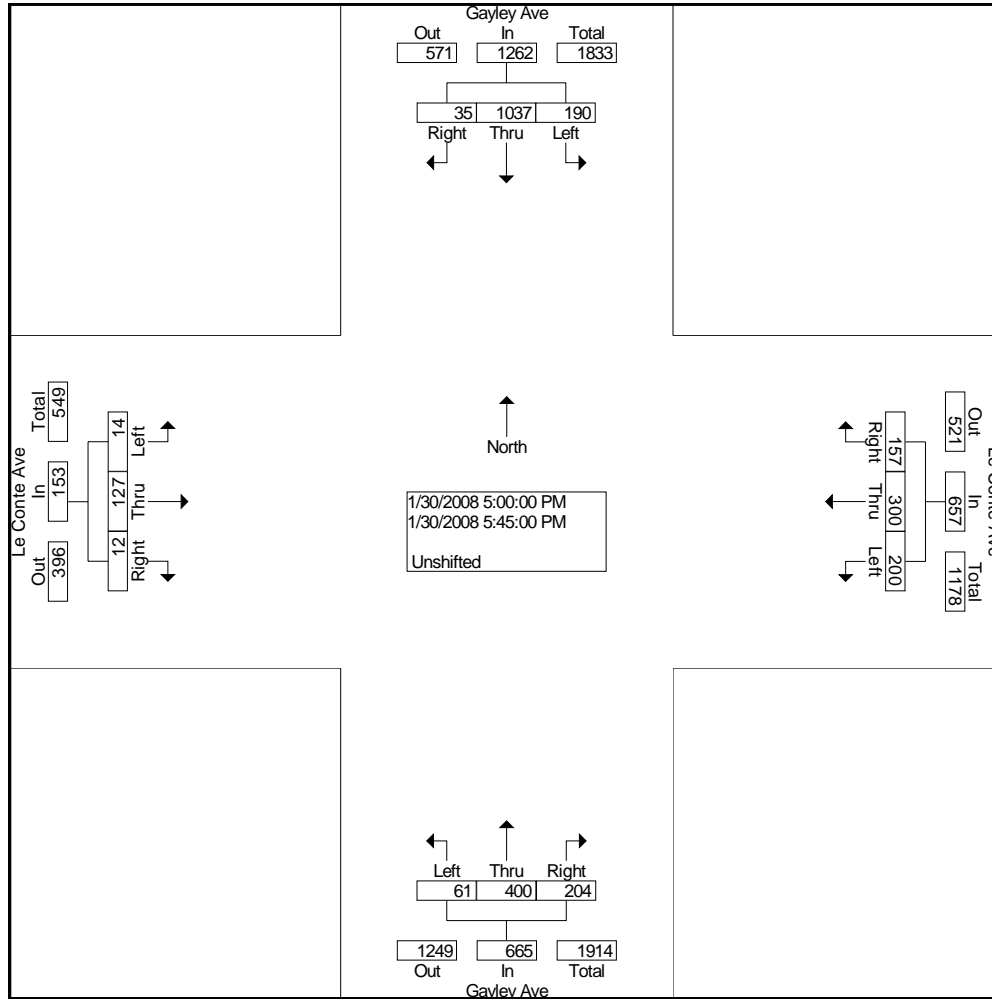 Gayley Ave
Out In Total
571 1262 1833
35 1037 190
Right Thru Left
Total 549
In 153
Out 396
Le Conte Ave
14 Left
127 Thru
12 Right
North
1/30/2008 5:00:00 PM
1/30/2008 5:45:00 PM
Unshifted
Right 157
Thru 300
Left 200
Out 521
In 657
Total 1178
Le Conte Ave
Left Thru Right
61 400 204
1249 665 1914
Out In Total
Gayley Ave